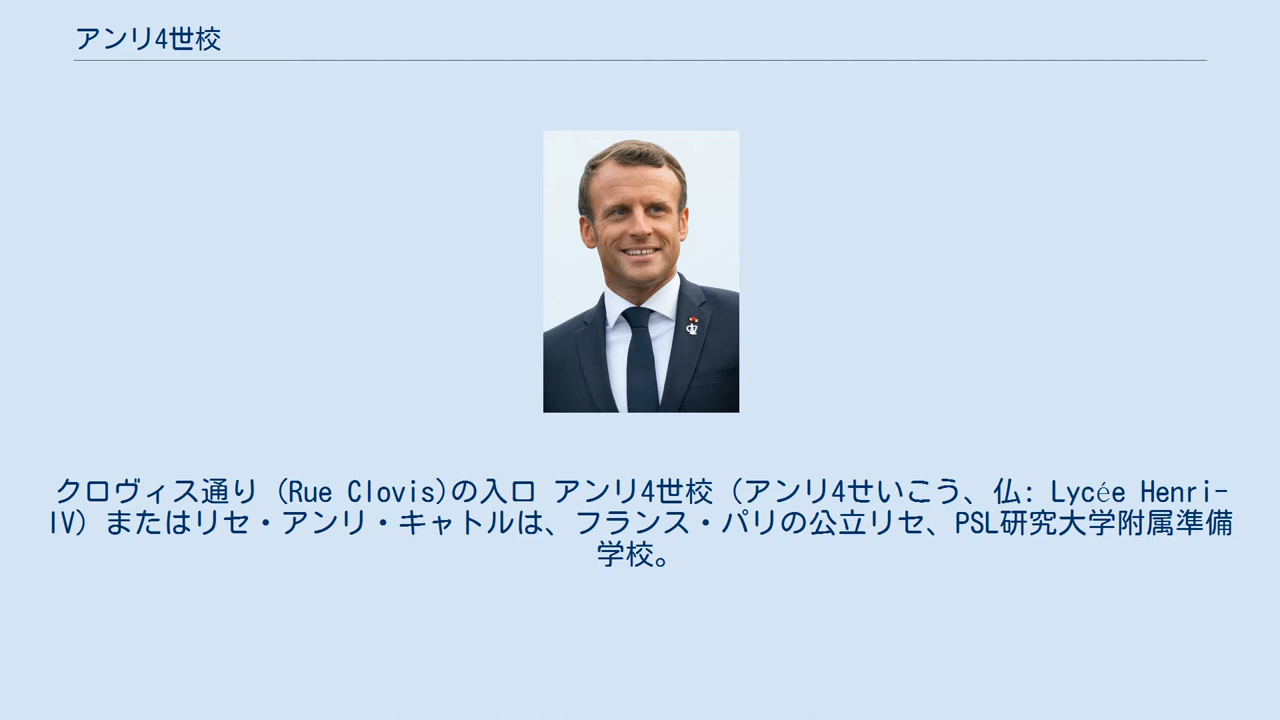 アンリ4世校
クロヴィス通り (Rue Clovis)の入口 アンリ4世校（アンリ4せいこう、仏: Lycée Henri-
IV）またはリセ・アンリ・キャトルは、フランス・パリの公立リセ、PSL研究大学附属準備
学校。